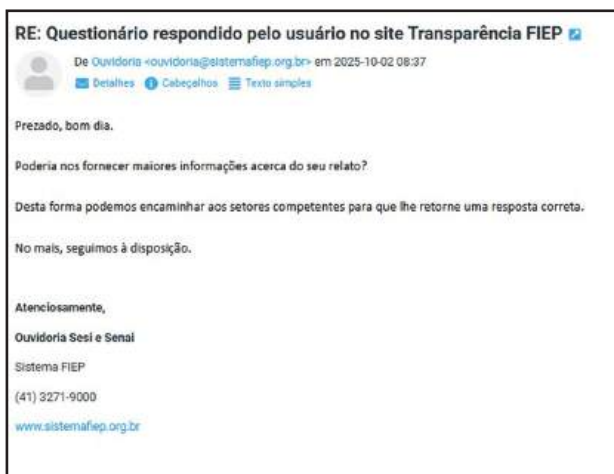 RE: Questionário respondido pelo usuário no site Transparência FIEP
De Ouvidoria <ouvidoria@sistemafiep.org.br> em 2025-10-02 08:37
Detalhes Cabeçalhos Texto simples
Prezado, bom dia.
Poderia nos fornecer maiores informações acerca do seu relato?
Desta forma podemos encaminhar aos setores competentes para que lhe retorne uma resposta correta.
No mais, seguimos à disposição.
Atenciosamente,
Ouvidoria Sesi e Senai
Sistema FIEP
(41) 3271-9000
www.sistemafiep.org.br